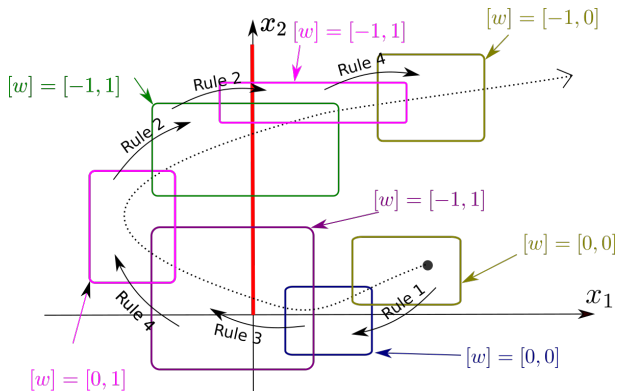 x₂
[w] = [-1, 1]
[w] = [-1, 0]
[w] = [-1, 1]
Rule 2
Rule 4
Rule 2
[w] = [-1, 1]
[w] = [0, 0]
Rule 1
x₁
Rule 4
Rule 3
[w] = [0, 0]
[w] = [0, 1]